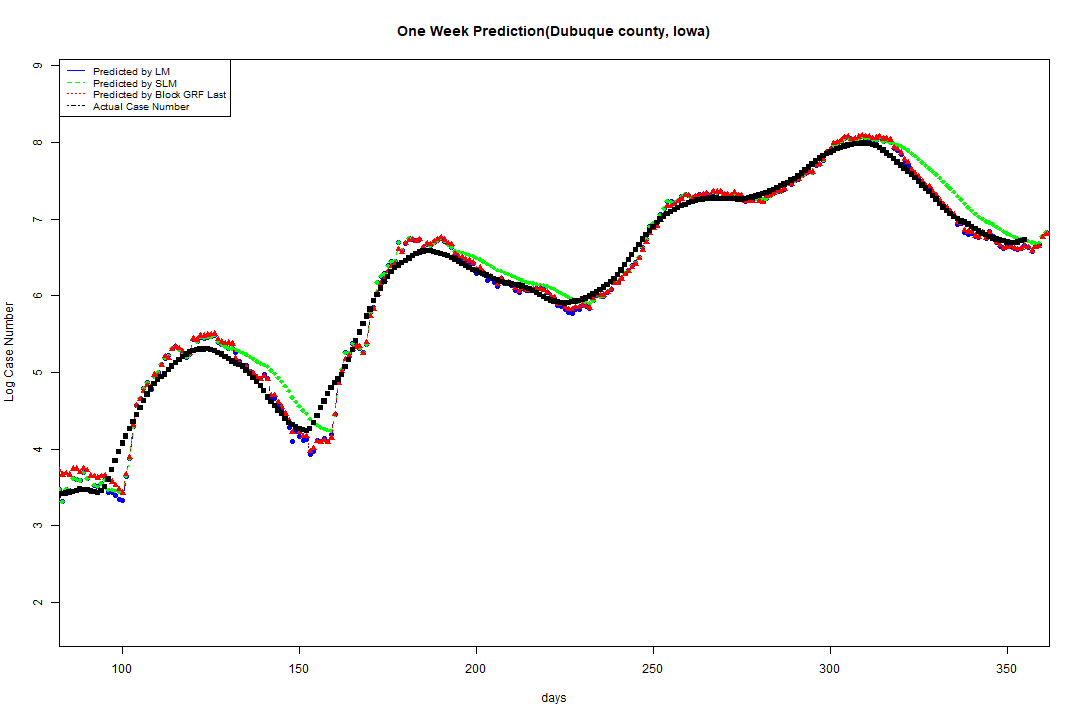 One Week Prediction(Dubuque county, Iowa)
Predicted by LM
Predicted by SLM
Predicted by Block GRF Last
Actual Case Number
9
8
7
6
5
4
3
2
Log Case Number
100 150 200 250 300 350
days